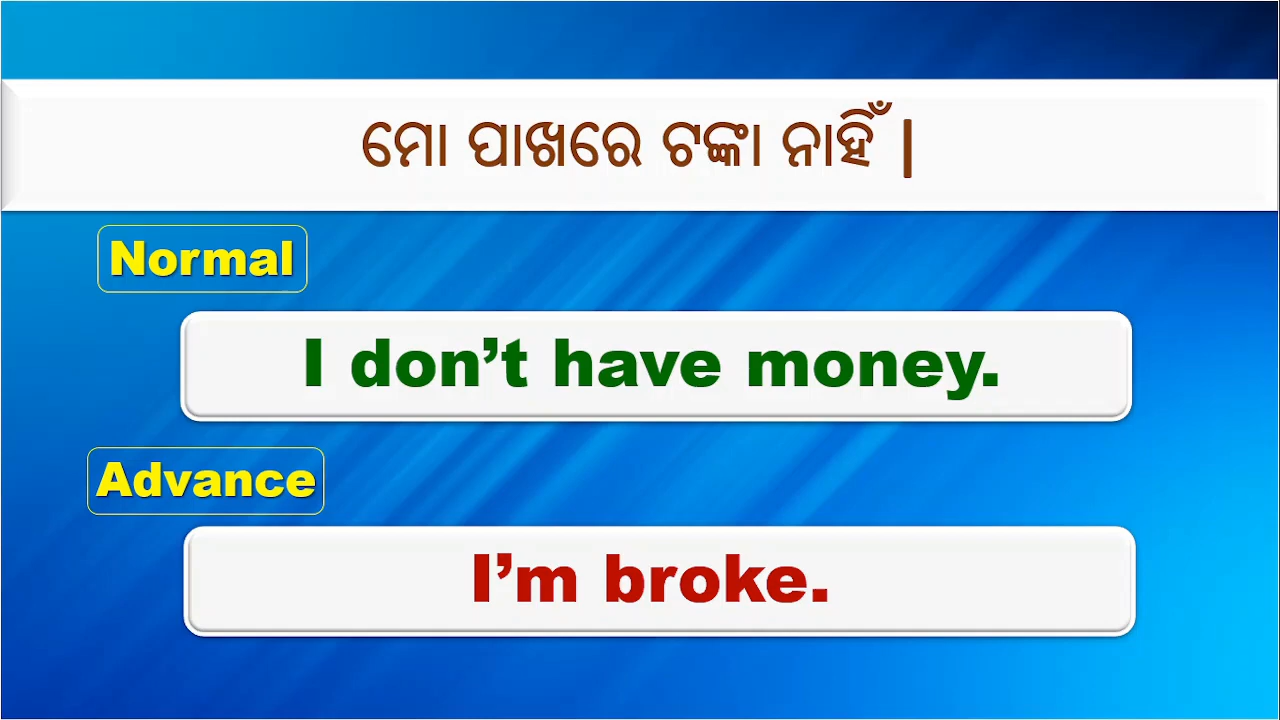 ମୋ ପାଖରେ ଟଙ୍କା ନାହିଁ |
Normal
I don’t have money.
Advance
I’m broke.